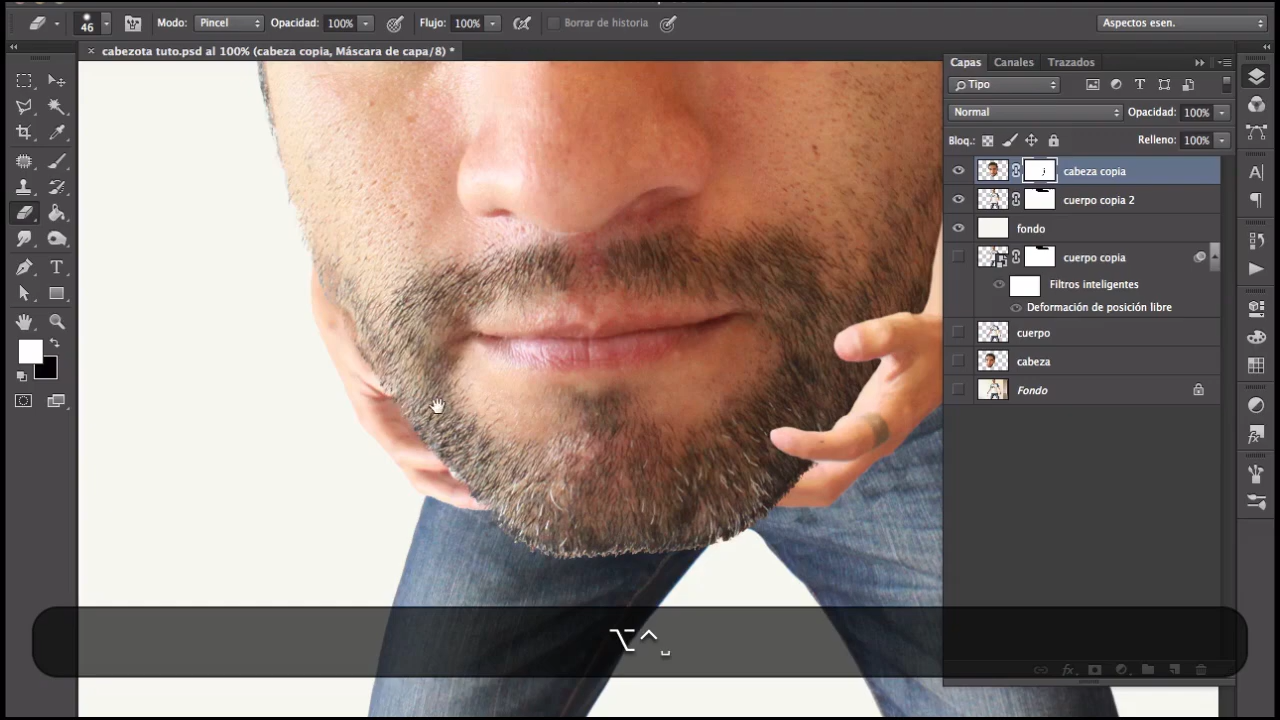 46 Modo: Pincel Opacidad: 100% Flujo: 100% Borrar de historia Aspectos esen.
× cabezota tuto.psd al 100% (cabeza copia, Máscara de capa/8) *
Capas Canales Trazados
Tipo
Normal Opacidad: 100%
Bloq.: Relleno: 100%
cabeza copia
cuerpo copia 2
fondo
cuerpo copia
Filtros inteligentes
Deformación de posición libre
cuerpo
cabeza
Fondo
⌥⌃␣